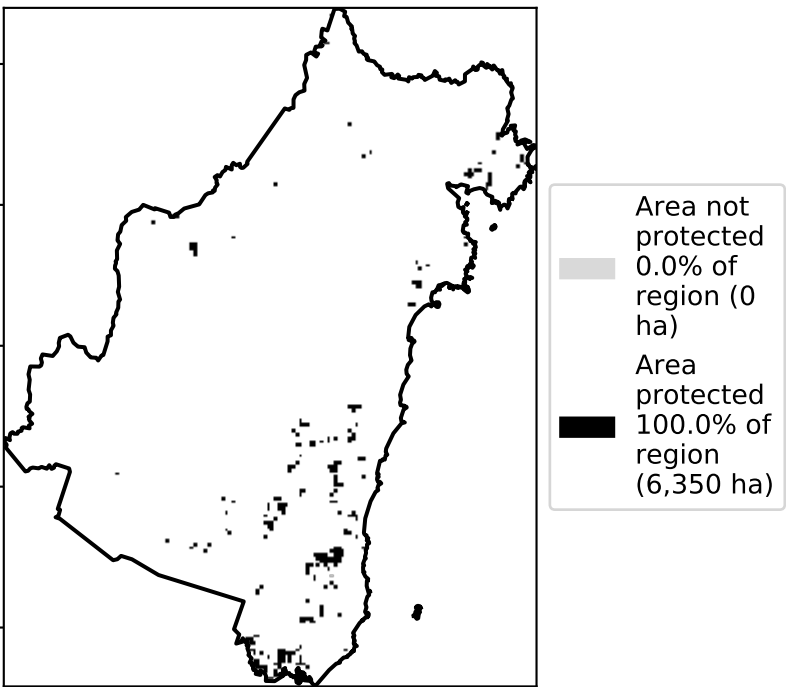 Area not
protected
0.0% of
region (0
ha)
Area
protected
100.0% of
region
(6,350 ha)